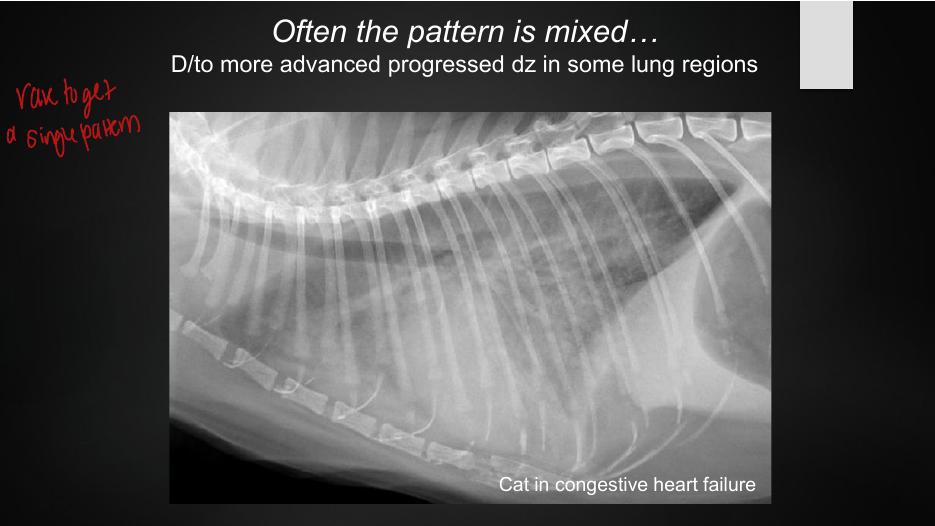 Often the pattern is mixed…
D/to more advanced progressed dz in some lung regions
rare to get
a single pattern
Cat in congestive heart failure